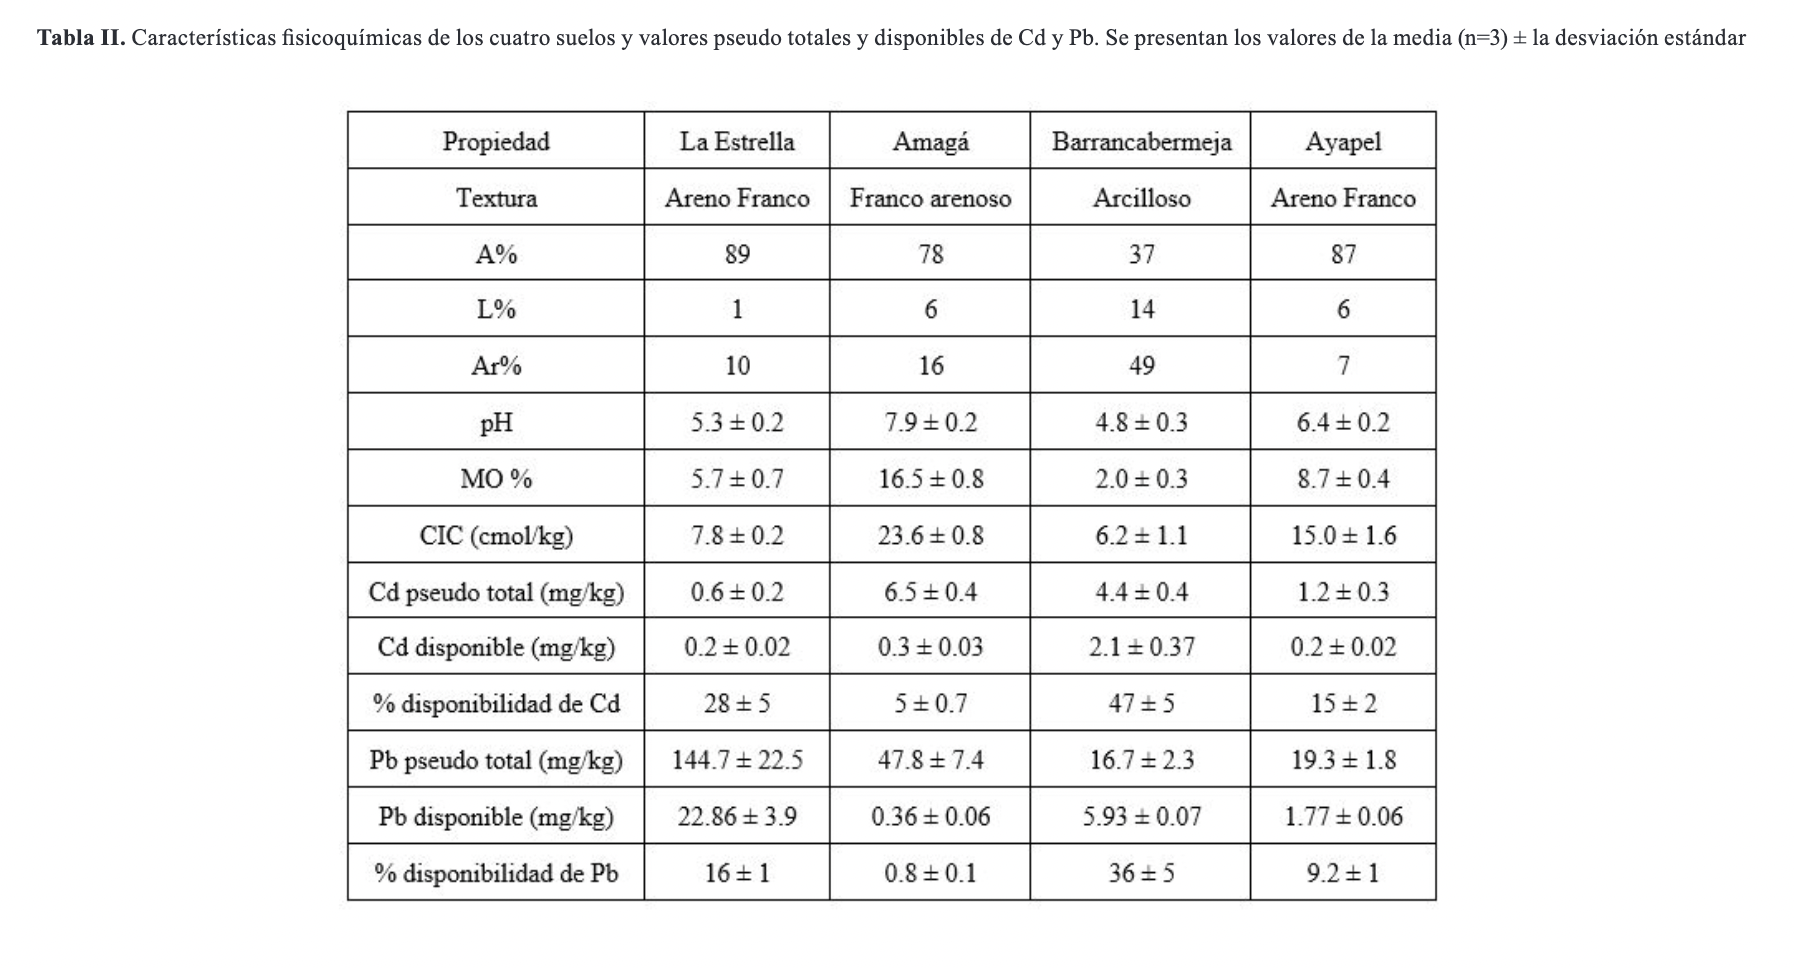 Tabla II. Características fisicoquímicas de los cuatro suelos y valores pseudo totales y disponibles de Cd y Pb. Se presentan los valores de la media (n=3) ± la desviación estándar
Propiedad La Estrella Amagá Barrancabermeja Ayapel
Textura Areno Franco Franco arenoso Arcilloso Areno Franco
A% 89 78 37 87
L% 1 6 14 6
Ar% 10 16 49 7
pH 5.3 ± 0.2 7.9 ± 0.2 4.8 ± 0.3 6.4 ± 0.2
MO % 5.7 ± 0.7 16.5 ± 0.8 2.0 ± 0.3 8.7 ± 0.4
CIC (cmol/kg) 7.8 ± 0.2 23.6 ± 0.8 6.2 ± 1.1 15.0 ± 1.6
Cd pseudo total (mg/kg) 0.6 ± 0.2 6.5 ± 0.4 4.4 ± 0.4 1.2 ± 0.3
Cd disponible (mg/kg) 0.2 ± 0.02 0.3 ± 0.03 2.1 ± 0.37 0.2 ± 0.02
% disponibilidad de Cd 28 ± 5 5 ± 0.7 47 ± 5 15 ± 2
Pb pseudo total (mg/kg) 144.7 ± 22.5 47.8 ± 7.4 16.7 ± 2.3 19.3 ± 1.8
Pb disponible (mg/kg) 22.86 ± 3.9 0.36 ± 0.06 5.93 ± 0.07 1.77 ± 0.06
% disponibilidad de Pb 16 ± 1 0.8 ± 0.1 36 ± 5 9.2 ± 1